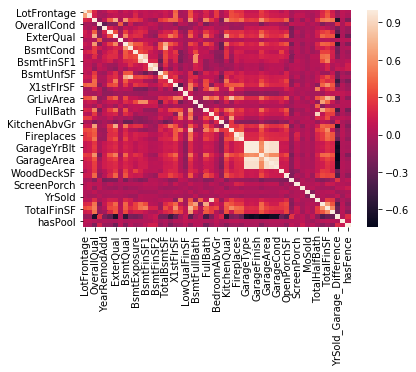 LotFrontage
OverallCond
ExterQual
BsmtCond
BsmtFinSF1
BsmtUnfSF
X1stFlrSF
GrLivArea
FullBath
KitchenAbvGr
Fireplaces
GarageYrBlt
GarageArea
WoodDeckSF
ScreenPorch
YrSold
TotalFinSF
hasPool
LotFrontage
OverallQual
YearRemodAdd
ExterQual
BsmtQual
BsmtExposure
BsmtFinSF1
BsmtFinSF2
TotalBsmtSF
X1stFlrSF
LowQualFinSF
BsmtFullBath
FullBath
BedroomAbvGr
KitchenQual
Fireplaces
GarageType
GarageFinish
GarageArea
GarageCond
OpenPorchSF
ScreenPorch
MoSold
TotalHalfBath
TotalFinSF
YrSold_Garage_Difference
hasFence
0.9
0.6
0.3
0.0
−0.3
−0.6